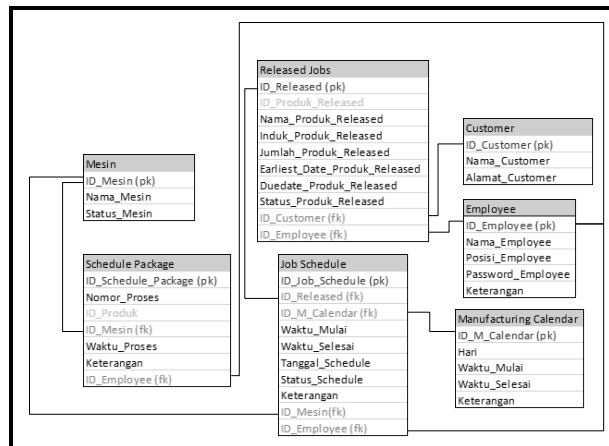 Released Jobs
ID_Released (pk)
ID_Produk_Released
Nama_Produk_Released
Induk_Produk_Released
Jumlah_Produk_Released
Earliest_Date_Produk_Released
Duedate_Produk_Released
Status_Produk_Released
ID_Customer (fk)
ID_Employee (fk)
Customer
ID_Customer (pk)
Nama_Customer
Alamat_Customer
Mesin
ID_Mesin (pk)
Nama_Mesin
Status_Mesin
Employee
ID_Employee (pk)
Nama_Employee
Posisi_Employee
Password_Employee
Keterangan
Schedule Package
ID_Schedule_Package (pk)
Nomor_Proses
ID_Produk
ID_Mesin (fk)
Waktu_Proses
Keterangan
ID_Employee (fk)
Job Schedule
ID_Job_Schedule (pk)
ID_Released (fk)
ID_M_Calendar (fk)
Waktu_Mulai
Waktu_Selesai
Tanggal_Schedule
Status_Schedule
Keterangan
ID_Mesin(fk)
ID_Employee (fk)
Manufacturing Calendar
ID_M_Calendar (pk)
Hari
Waktu_Mulai
Waktu_Selesai
Keterangan